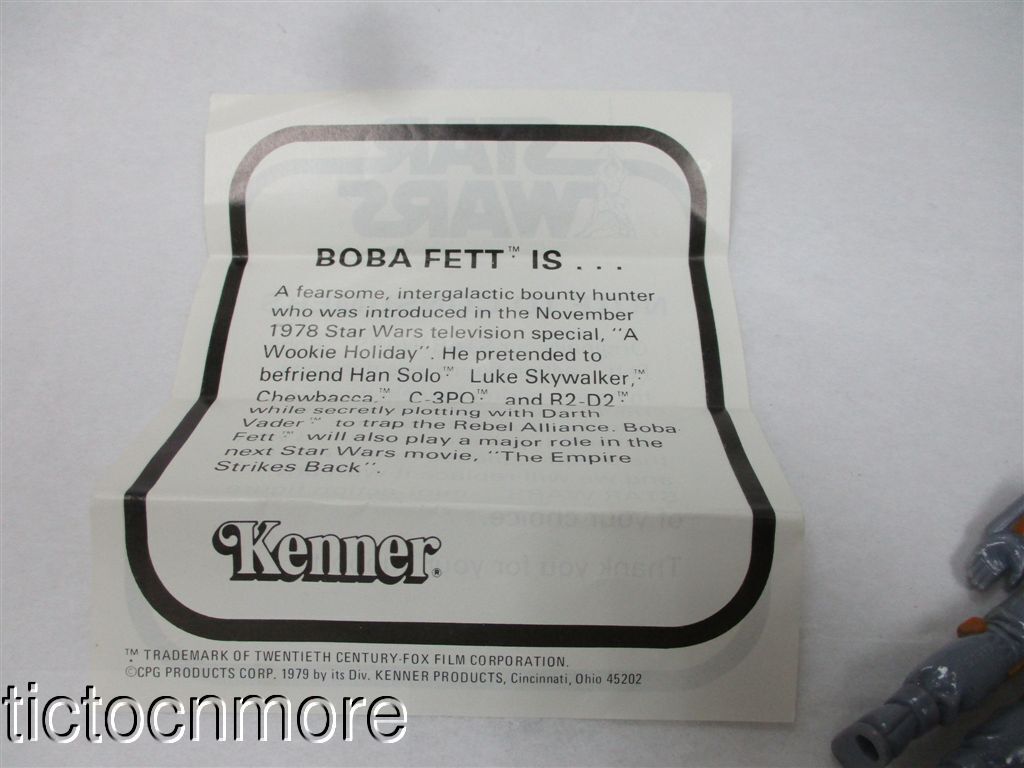 STAR
WARS
BOBA FETT™ IS . . .
A fearsome, intergalactic bounty hunter
who was introduced in the November
1978 Star Wars television special, "A
Wookie Holiday". He pretended to
befriend Han Solo™ Luke Skywalker,™
Chewbacca,™ C-3PO™ and R2-D2™
while secretly plotting with Darth
Vader™ to trap the Rebel Alliance. Boba
Fett™ will also play a major role in the
next Star Wars movie, "The Empire
Strikes Back".
Kenner®
™ TRADEMARK OF TWENTIETH CENTURY-FOX FILM CORPORATION.
©CPG PRODUCTS CORP. 1979 by its Div. KENNER PRODUCTS, Cincinnati, Ohio 45202
tictocnmore